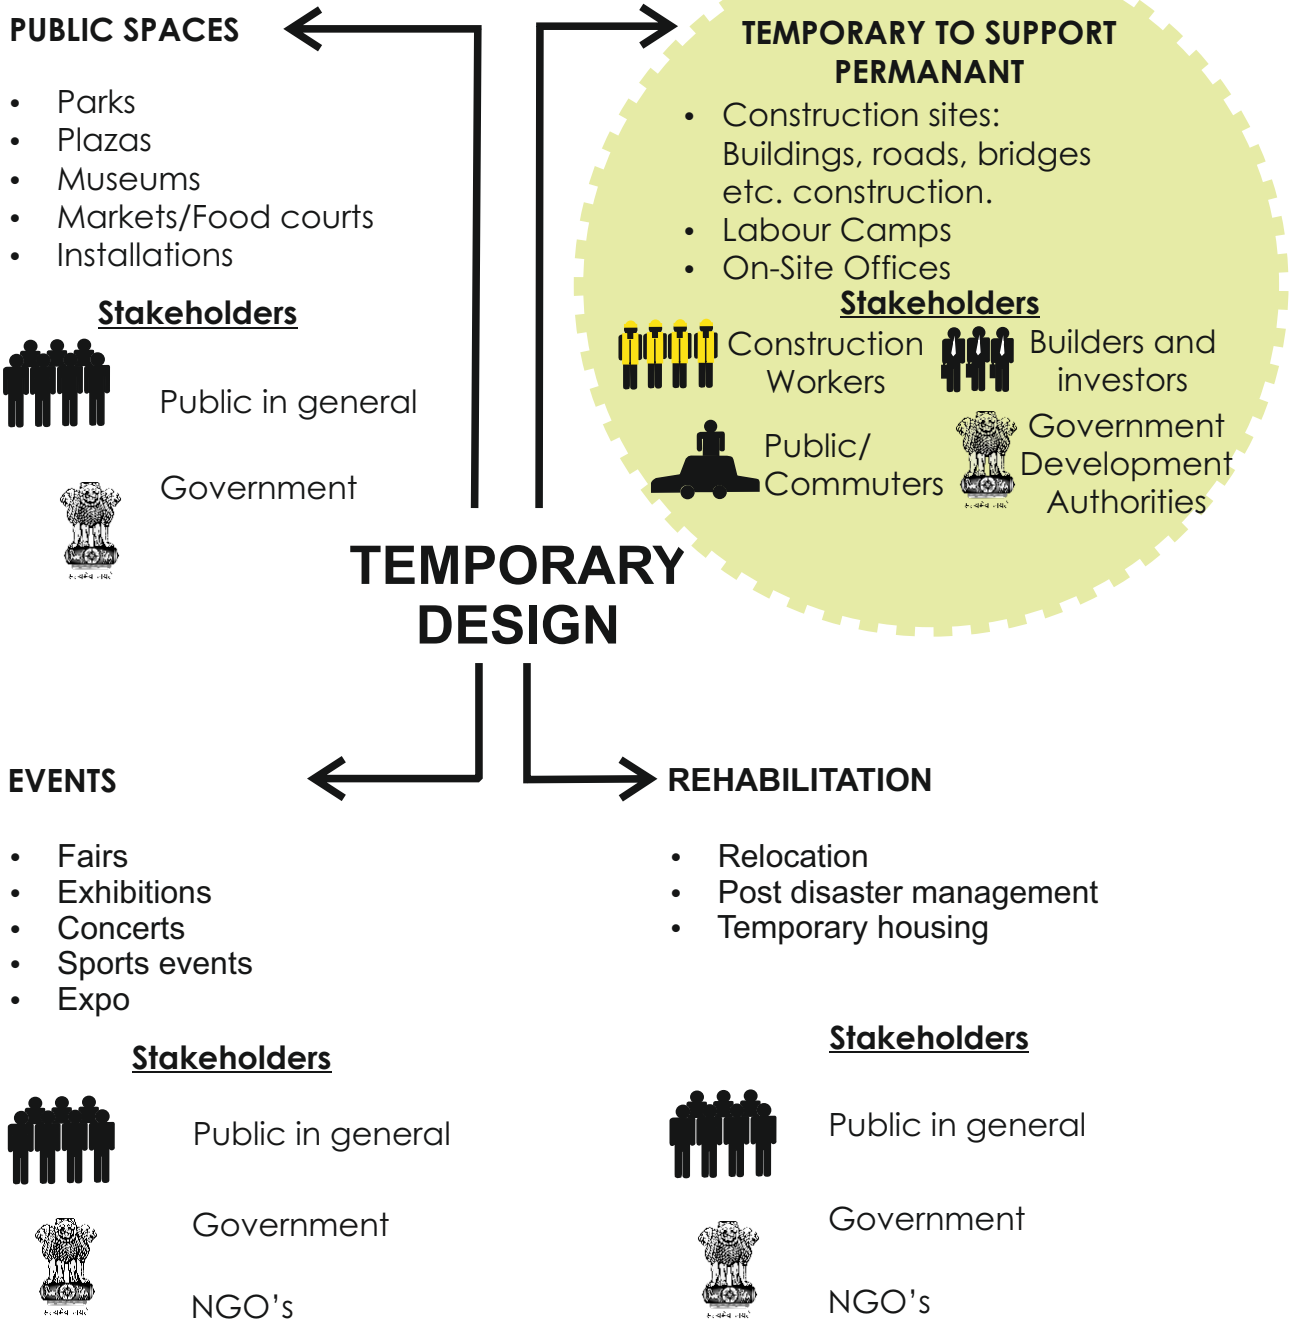 PUBLIC SPACES
• Parks
• Plazas
• Museums
• Markets/Food courts
• Installations
Stakeholders
Public in general
Government
TEMPORARY TO SUPPORT
PERMANANT
• Construction sites:
Buildings, roads, bridges
etc. construction.
• Labour Camps
• On-Site Offices
Stakeholders
Construction
Workers
Builders and
investors
Public/
Commuters
Government
Development
Authorities
TEMPORARY
DESIGN
EVENTS
• Fairs
• Exhibitions
• Concerts
• Sports events
• Expo
Stakeholders
Public in general
Government
NGO's
REHABILITATION
• Relocation
• Post disaster management
• Temporary housing
Stakeholders
Public in general
Government
NGO's